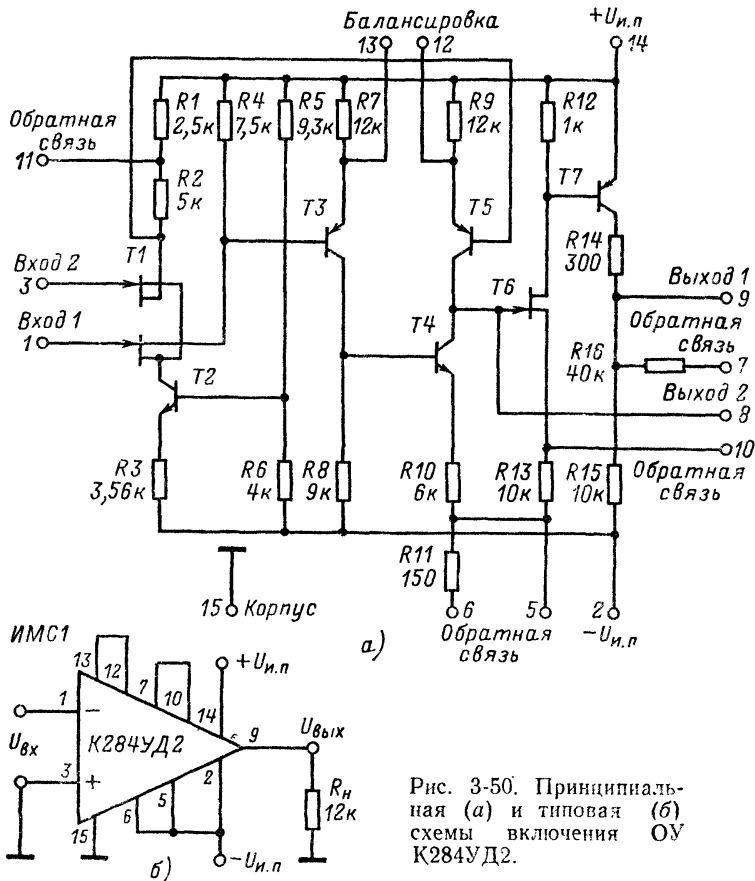 Балансировка
13 12
+Uи.п
14
Обратная связь
11
R1 2,5к
R4 7,5к
R5 9,3к
R7 12к
R9 12к
R12 1к
R2 5к
T1
T3
T5
T7
Вход 2
3
Вход 1
1
T6
R14 300
Выход 1
9
T4
Обратная связь
7
R16 40к
T2
Выход 2
8
10
Обратная связь
R3 3,56к
R6 4к
R8 9к
R10 6к
R13 10к
R15 10к
R11 150
15 Корпус
6 5 2
Обратная связь
−Uи.п
а)
ИМС1
13 12 7 10 14
+Uи.п
1
−
Uвх
К284УД2
9
Uвых
3
+
2
5
6
15
Rн 12к
−Uи.п
б)
Рис. 3-50. Принципиаль-
ная (а) и типовая (б)
схемы включения ОУ
К284УД2.